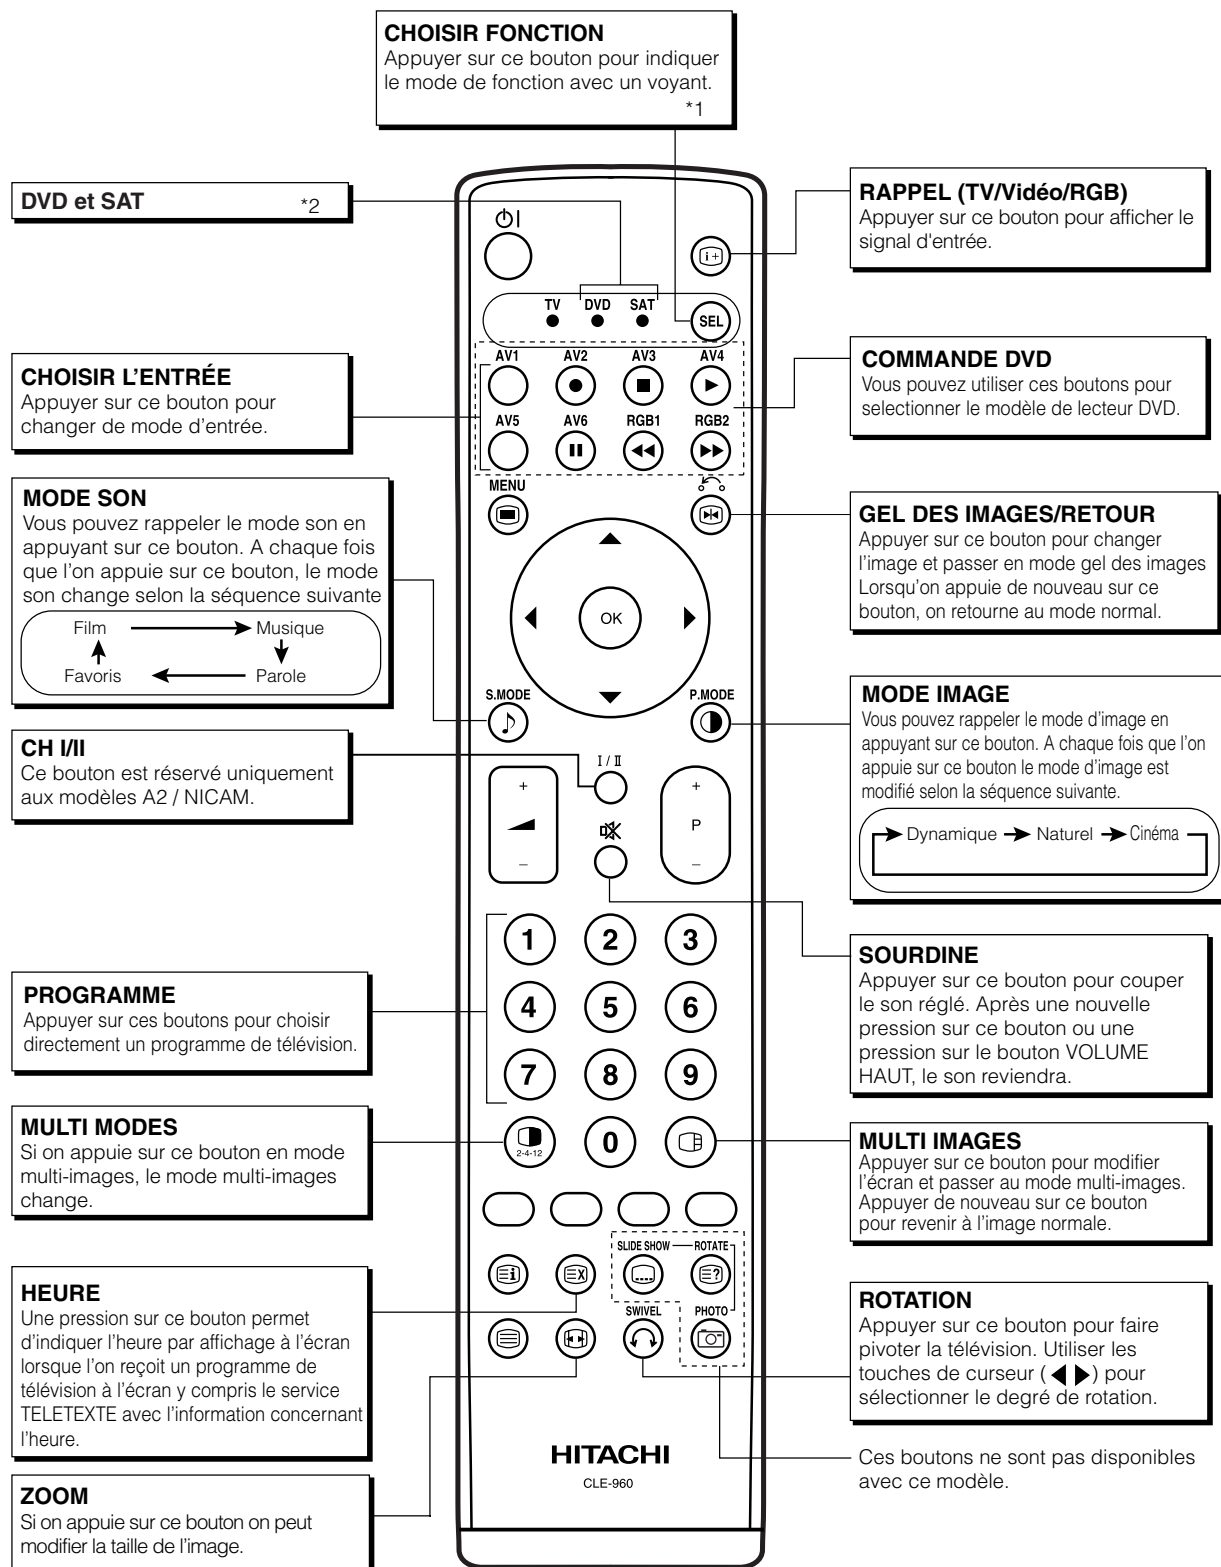 CHOISIR FONCTION
Appuyer sur ce bouton pour indiquer
le mode de fonction avec un voyant.
*1
DVD et SAT *2
CHOISIR L'ENTRÉE
Appuyer sur ce bouton pour
changer de mode d'entrée.
MODE SON
Vous pouvez rappeler le mode son en
appuyant sur ce bouton. A chaque fois
que l'on appuie sur ce bouton, le mode
son change selon la séquence suivante
Film Musique
Favoris Parole
CH I/II
Ce bouton est réservé uniquement
aux modèles A2 / NICAM.
PROGRAMME
Appuyer sur ces boutons pour choisir
directement un programme de télévision.
MULTI MODES
Si on appuie sur ce bouton en mode
multi-images, le mode multi-images
change.
HEURE
Une pression sur ce bouton permet
d'indiquer l'heure par affichage à l'écran
lorsque l'on reçoit un programme de
télévision à l'écran y compris le service
TELETEXTE avec l'information concernant
l'heure.
ZOOM
Si on appuie sur ce bouton on peut
modifier la taille de l'image.
TV DVD SAT
SEL
AV1 AV2 AV3 AV4
AV5 AV6 RGB1 RGB2
MENU
OK
S.MODE P.MODE
I / II
+ +
P
– –
1 2 3
4 5 6
7 8 9
2-4-12 0
SLIDE SHOW ROTATE
i X ?
SWIVEL PHOTO
HITACHI
CLE-960
RAPPEL (TV/Vidéo/RGB)
Appuyer sur ce bouton pour afficher le
signal d'entrée.
i+
COMMANDE DVD
Vous pouvez utiliser ces boutons pour
selectionner le modèle de lecteur DVD.
GEL DES IMAGES/RETOUR
Appuyer sur ce bouton pour changer
l'image et passer en mode gel des images
Lorsqu'on appuie de nouveau sur ce
bouton, on retourne au mode normal.
MODE IMAGE
Vous pouvez rappeler le mode d'image en
appuyant sur ce bouton. A chaque fois que l'on
appuie sur ce bouton le mode d'image est
modifié selon la séquence suivante.
Dynamique Naturel Cinéma
SOURDINE
Appuyer sur ce bouton pour couper
le son réglé. Après une nouvelle
pression sur ce bouton ou une
pression sur le bouton VOLUME
HAUT, le son reviendra.
MULTI IMAGES
Appuyer sur ce bouton pour modifier
l'écran et passer au mode multi-images.
Appuyer de nouveau sur ce bouton
pour revenir à l'image normale.
ROTATION
Appuyer sur ce bouton pour faire
pivoter la télévision. Utiliser les
touches de curseur (◀ ▶) pour
sélectionner le degré de rotation.
Ces boutons ne sont pas disponibles
avec ce modèle.